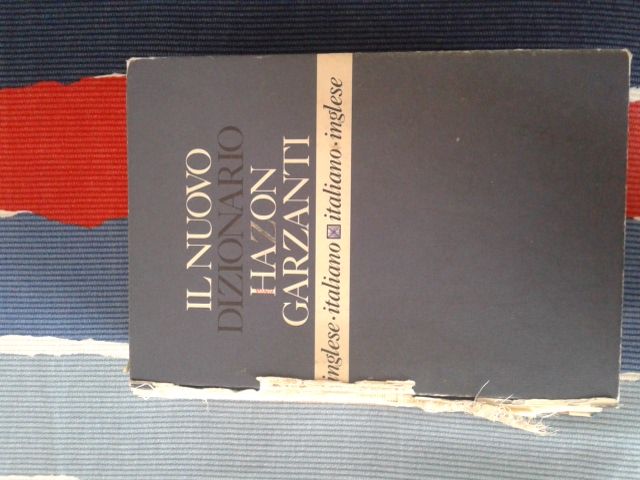 IL NUOVO
DIZIONARIO
HAZON
GARZANTI
inglese·italiano italiano·inglese